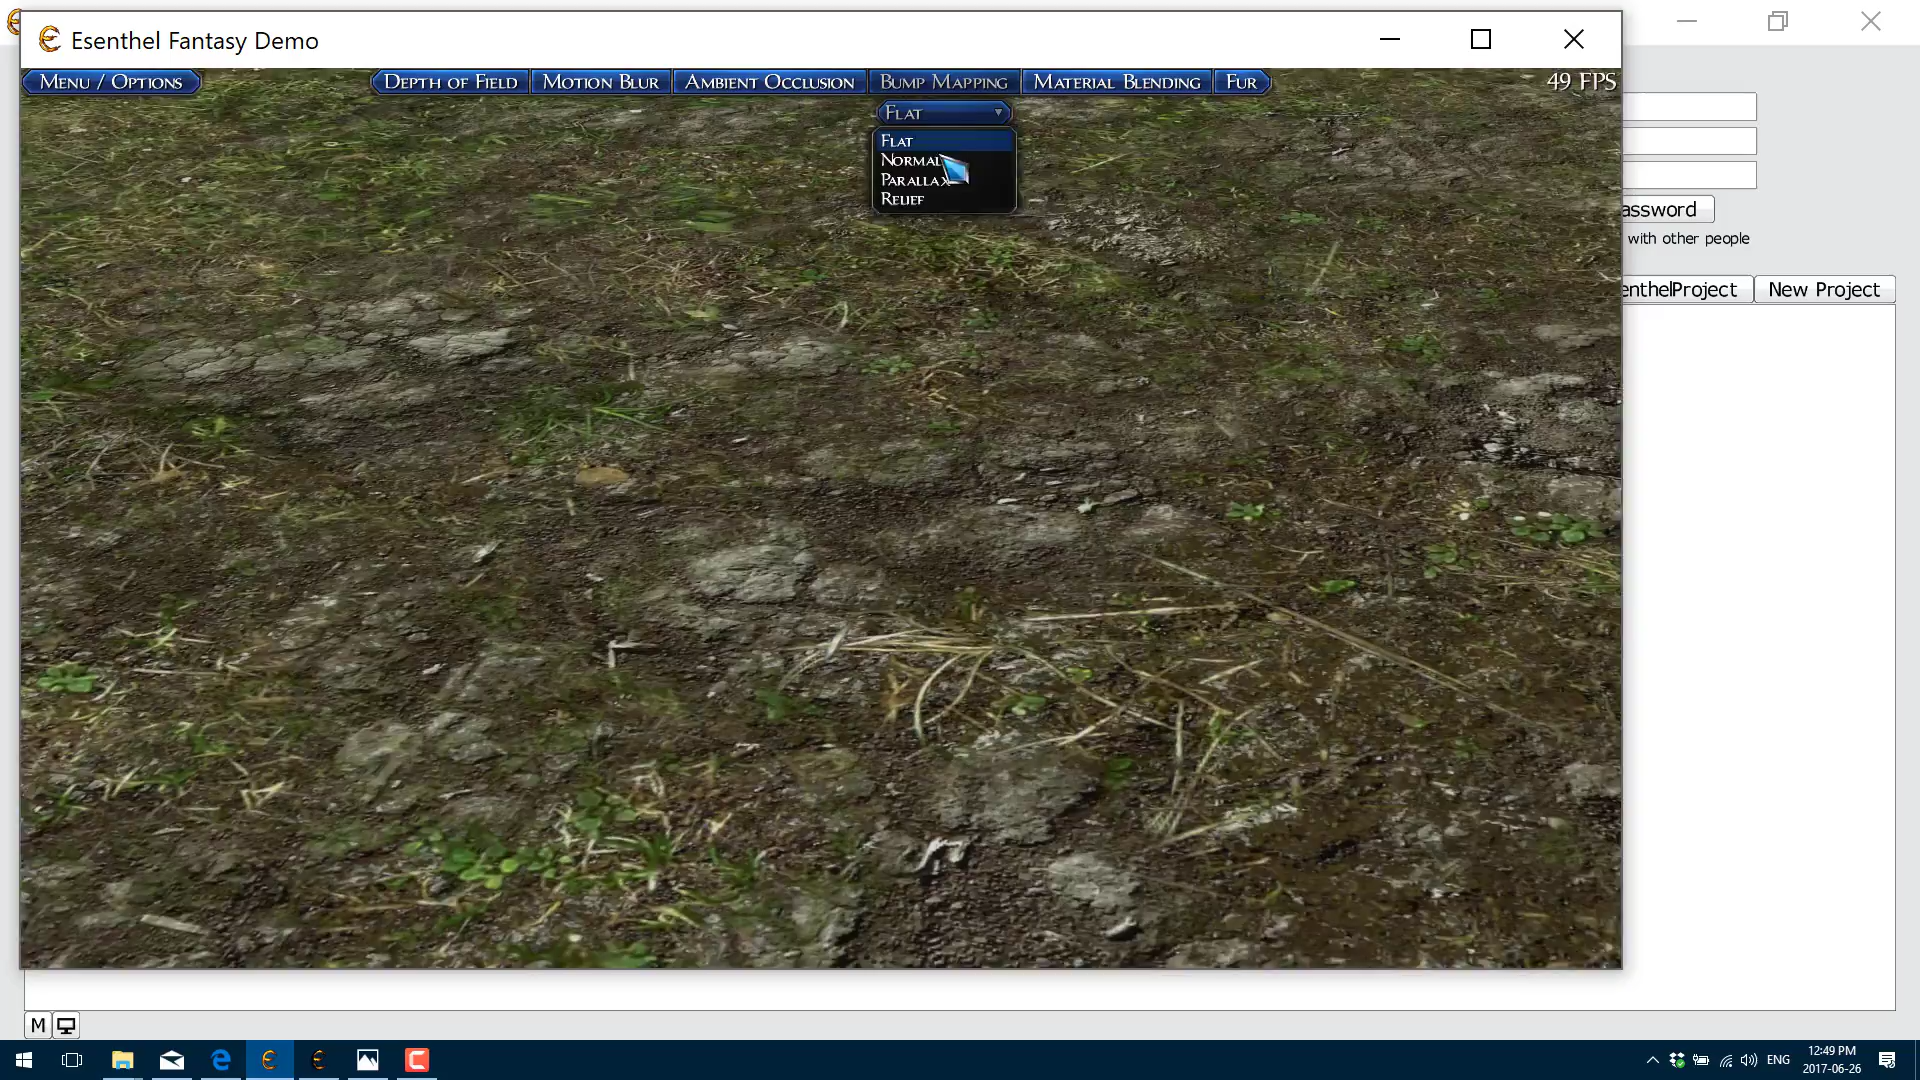 Esenthel Fantasy Demo
Menu / Options
Depth of Field
Motion Blur
Ambient Occlusion
Bump Mapping
Material Blending
Fur
49 FPS
Flat
Flat
Normal
Parallax
Relief
assword
with other people
enthelProject
New Project
M
ENG
12:49 PM
2017-06-26